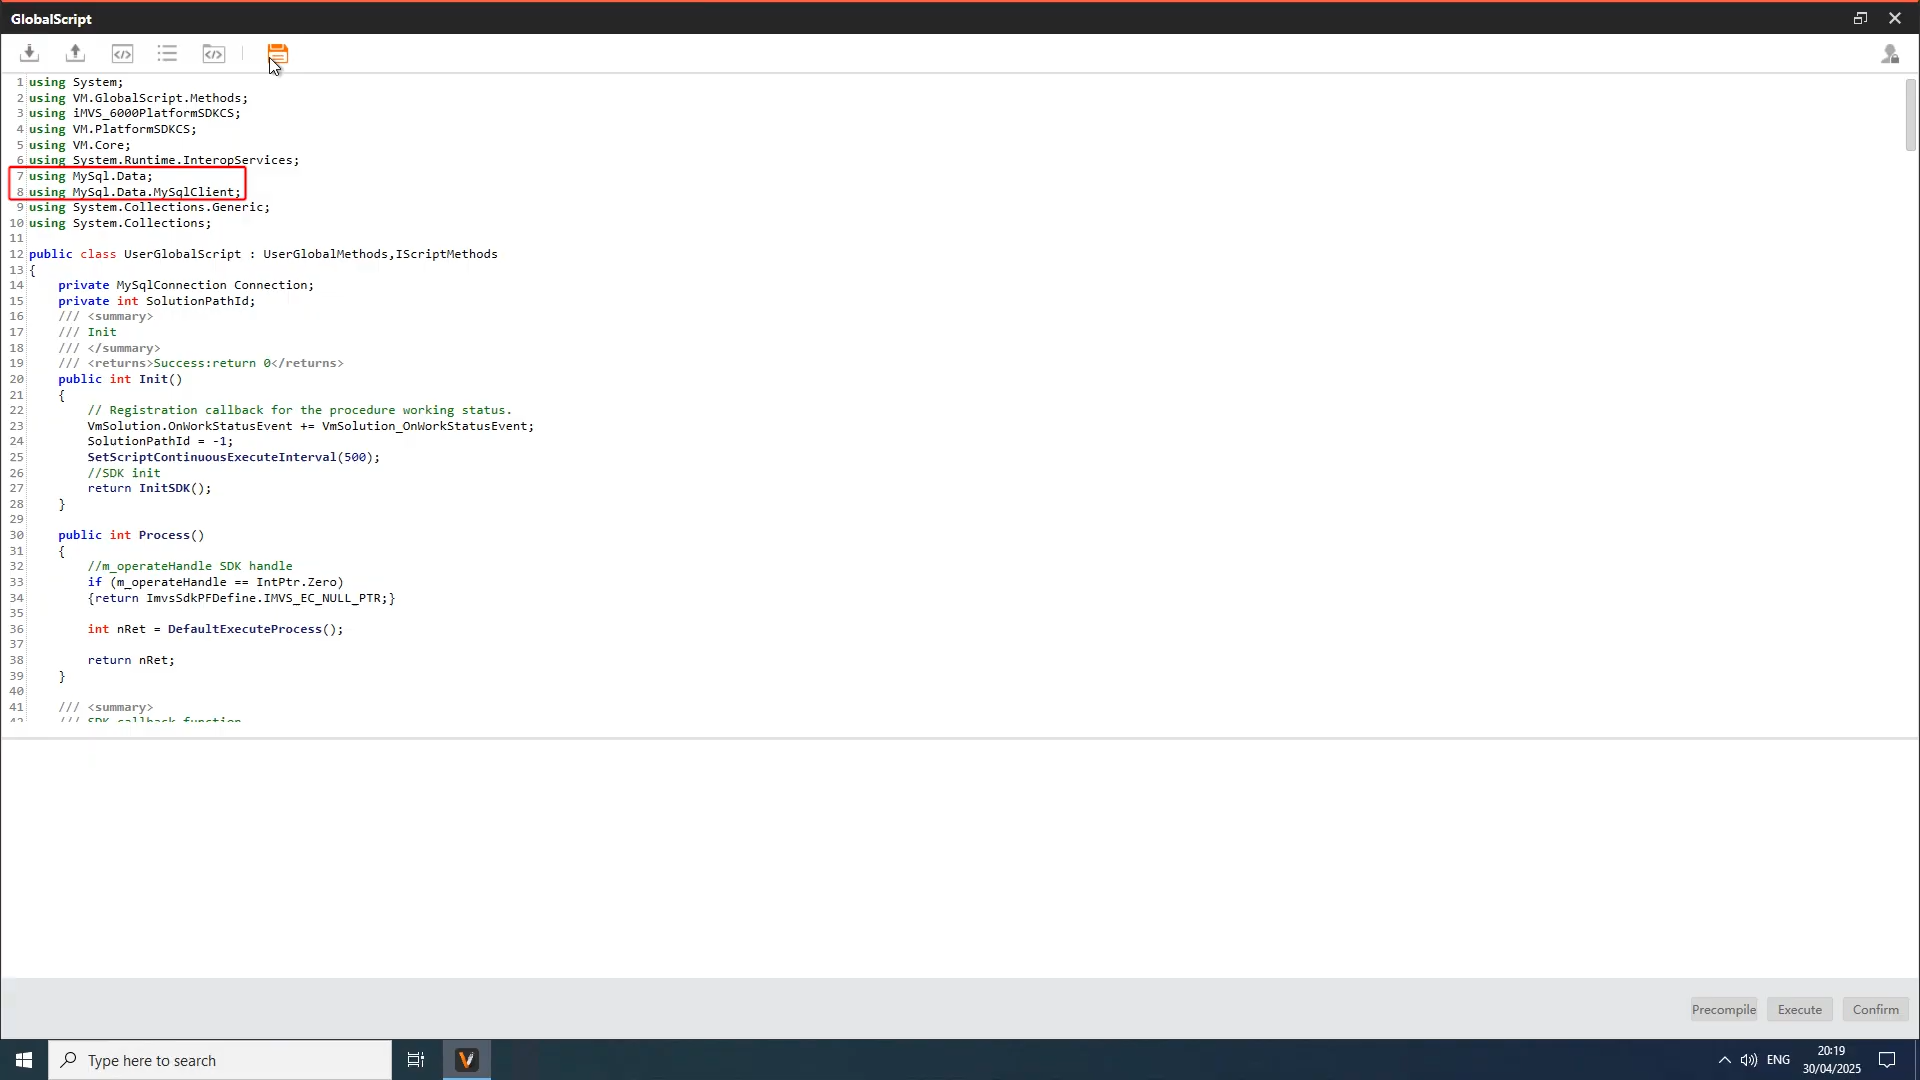 GlobalScript
1 using System;
2 using VM.GlobalScript.Methods;
3 using iMVS_6000PlatformSDKCS;
4 using VM.PlatformSDKCS;
5 using VM.Core;
6 using System.Runtime.InteropServices;
7 using MySql.Data;
8 using MySql.Data.MySqlClient;
9 using System.Collections.Generic;
10 using System.Collections;
11
12 public class UserGlobalScript : UserGlobalMethods,IScriptMethods
13 {
14 private MySqlConnection Connection;
15 private int SolutionPathId;
16 /// <summary>
17 /// Init
18 /// </summary>
19 /// <returns>Success:return 0</returns>
20 public int Init()
21 {
22 // Registration callback for the procedure working status.
23 VmSolution.OnWorkStatusEvent += VmSolution_OnWorkStatusEvent;
24 SolutionPathId = -1;
25 SetScriptContinuousExecuteInterval(500);
26 //SDK init
27 return InitSDK();
28 }
29
30 public int Process()
31 {
32 //m_operateHandle SDK handle
33 if (m_operateHandle == IntPtr.Zero)
34 {return ImvsSdkPFDefine.IMVS_EC_NULL_PTR;}
35
36 int nRet = DefaultExecuteProcess();
37
38 return nRet;
39 }
40
41 /// <summary>
42 /// SDK callback function
Precompile Execute Confirm
Type here to search
ENG
20:19
30/04/2025